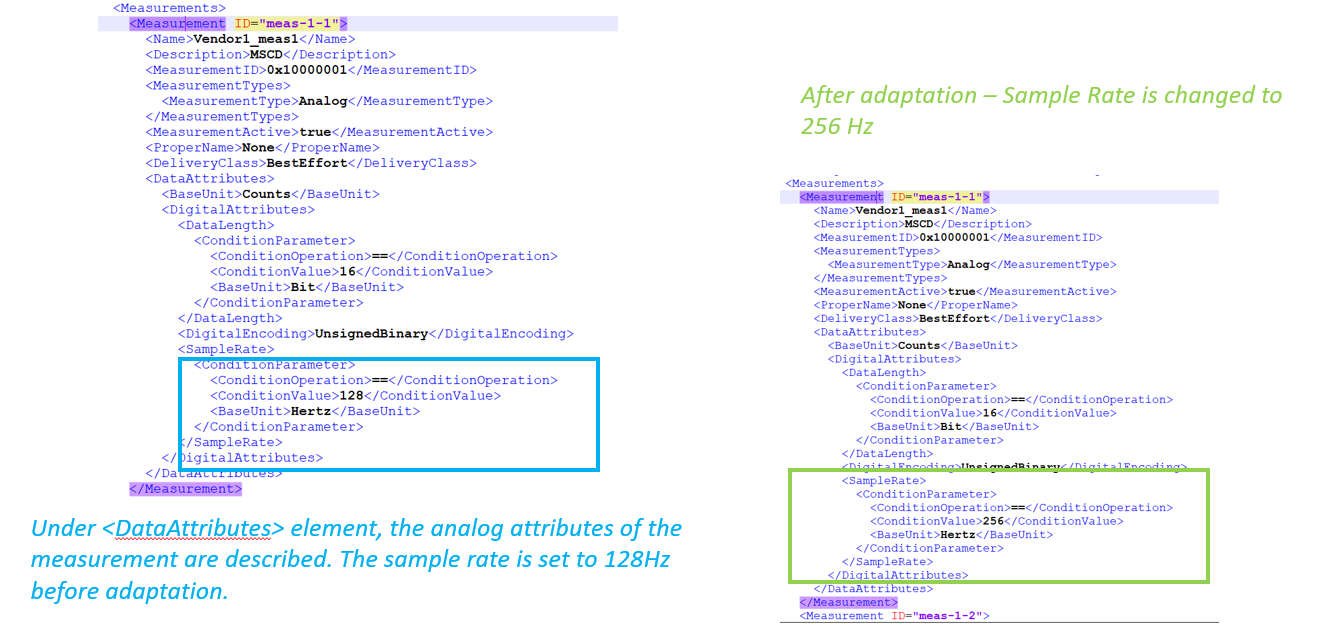 <Measurements>
<Measurement ID="meas-1-1">
<Name>Vendor1_meas1</Name>
<Description>MSCD</Description>
<MeasurementID>0x10000001</MeasurementID>
<MeasurementTypes>
<MeasurementType>Analog</MeasurementType>
</MeasurementTypes>
<MeasurementActive>true</MeasurementActive>
<ProperName>None</ProperName>
<DeliveryClass>BestEffort</DeliveryClass>
<DataAttributes>
<BaseUnit>Counts</BaseUnit>
<DigitalAttributes>
<DataLength>
<ConditionParameter>
<ConditionOperation>==</ConditionOperation>
<ConditionValue>16</ConditionValue>
<BaseUnit>Bit</BaseUnit>
</ConditionParameter>
</DataLength>
<DigitalEncoding>UnsignedBinary</DigitalEncoding>
<SampleRate>
<ConditionParameter>
<ConditionOperation>==</ConditionOperation>
<ConditionValue>128</ConditionValue>
<BaseUnit>Hertz</BaseUnit>
</ConditionParameter>
</SampleRate>
</DigitalAttributes>
</DataAttributes>
</Measurement>
Under <DataAttributes> element, the analog attributes of the
measurement are described. The sample rate is set to 128Hz
before adaptation.
After adaptation – Sample Rate is changed to
256 Hz
<Measurements>
<Measurement ID="meas-1-1">
<Name>Vendor1_meas1</Name>
<Description>MSCD</Description>
<MeasurementID>0x10000001</MeasurementID>
<MeasurementTypes>
<MeasurementType>Analog</MeasurementType>
</MeasurementTypes>
<MeasurementActive>true</MeasurementActive>
<ProperName>None</ProperName>
<DeliveryClass>BestEffort</DeliveryClass>
<DataAttributes>
<BaseUnit>Counts</BaseUnit>
<DigitalAttributes>
<DataLength>
<ConditionParameter>
<ConditionOperation>==</ConditionOperation>
<ConditionValue>16</ConditionValue>
<BaseUnit>Bit</BaseUnit>
</ConditionParameter>
</DataLength>
<DigitalEncoding>UnsignedBinary</DigitalEncoding>
<SampleRate>
<ConditionParameter>
<ConditionOperation>==</ConditionOperation>
<ConditionValue>256</ConditionValue>
<BaseUnit>Hertz</BaseUnit>
</ConditionParameter>
</SampleRate>
</DigitalAttributes>
</DataAttributes>
</Measurement>
<Measurement ID="meas-1-2">